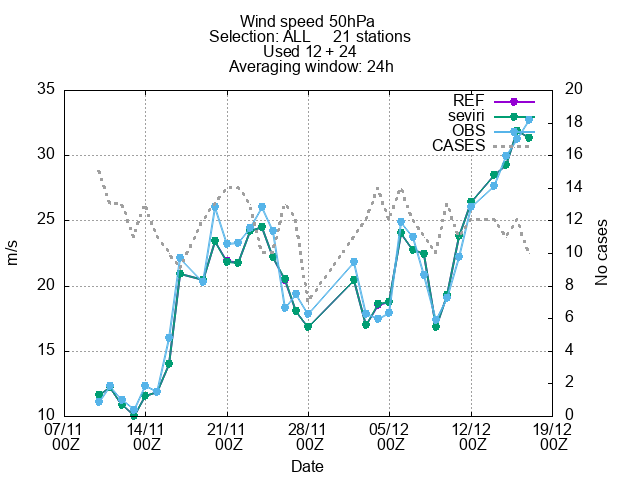 Wind speed 50hPa
Selection: ALL 21 stations
Used 12 + 24
Averaging window: 24h
35 20
REF
seviri
OBS
CASES
18
30 16
14
25 12
10
20 8
6
15 4
2
10 0
m/s
No cases
07/11 14/11 21/11 28/11 05/12 12/12 19/12
00Z 00Z 00Z 00Z 00Z 00Z 00Z
Date